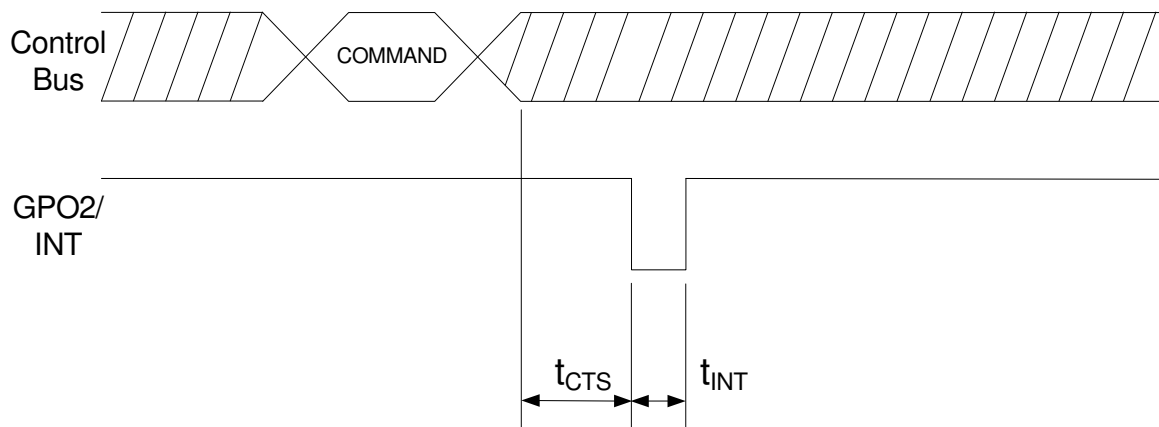 Control
Bus
COMMAND
GPO2/
INT
tCTS
tINT